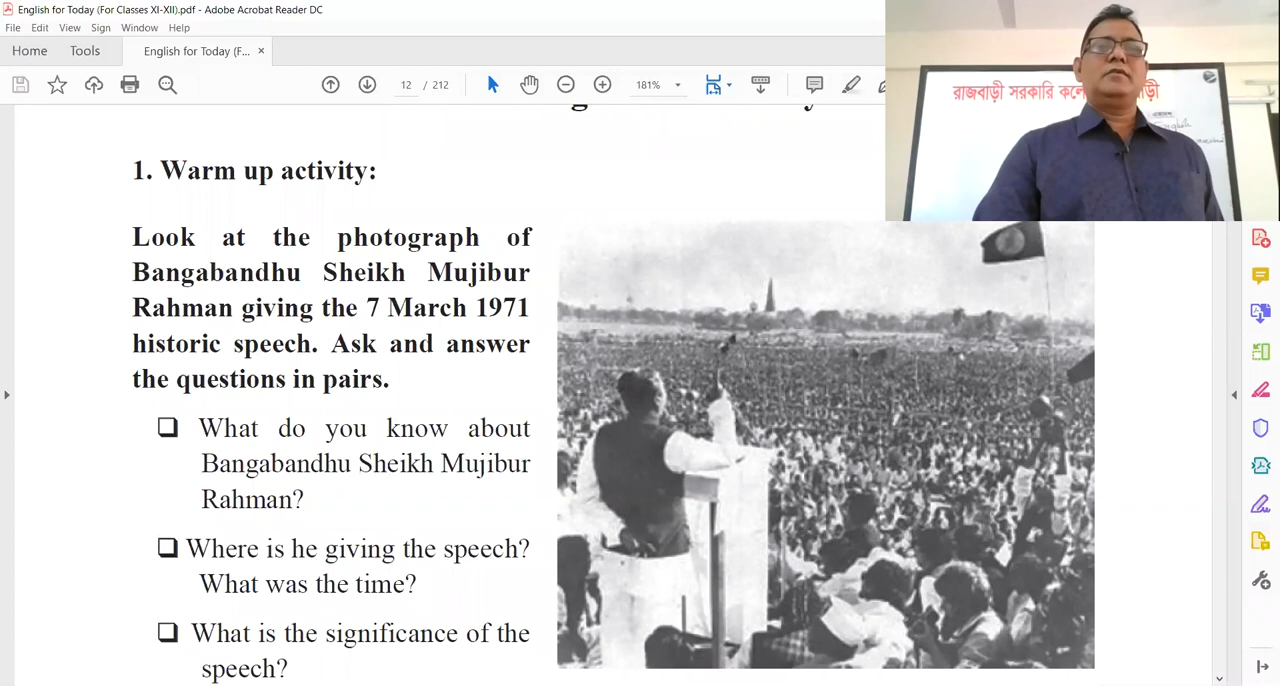 English for Today (For Classes XI-XII).pdf - Adobe Acrobat Reader DC
File Edit View Sign Window Help
Home Tools English for Today (F... ×
12 / 212 181%
রাজবাড়ী সরকারি
1. Warm up activity:
Look at the photograph of
Bangabandhu Sheikh Mujibur
Rahman giving the 7 March 1971
historic speech. Ask and answer
the questions in pairs.
What do you know about
Bangabandhu Sheikh Mujibur
Rahman?
Where is he giving the speech?
What was the time?
What is the significance of the
speech?